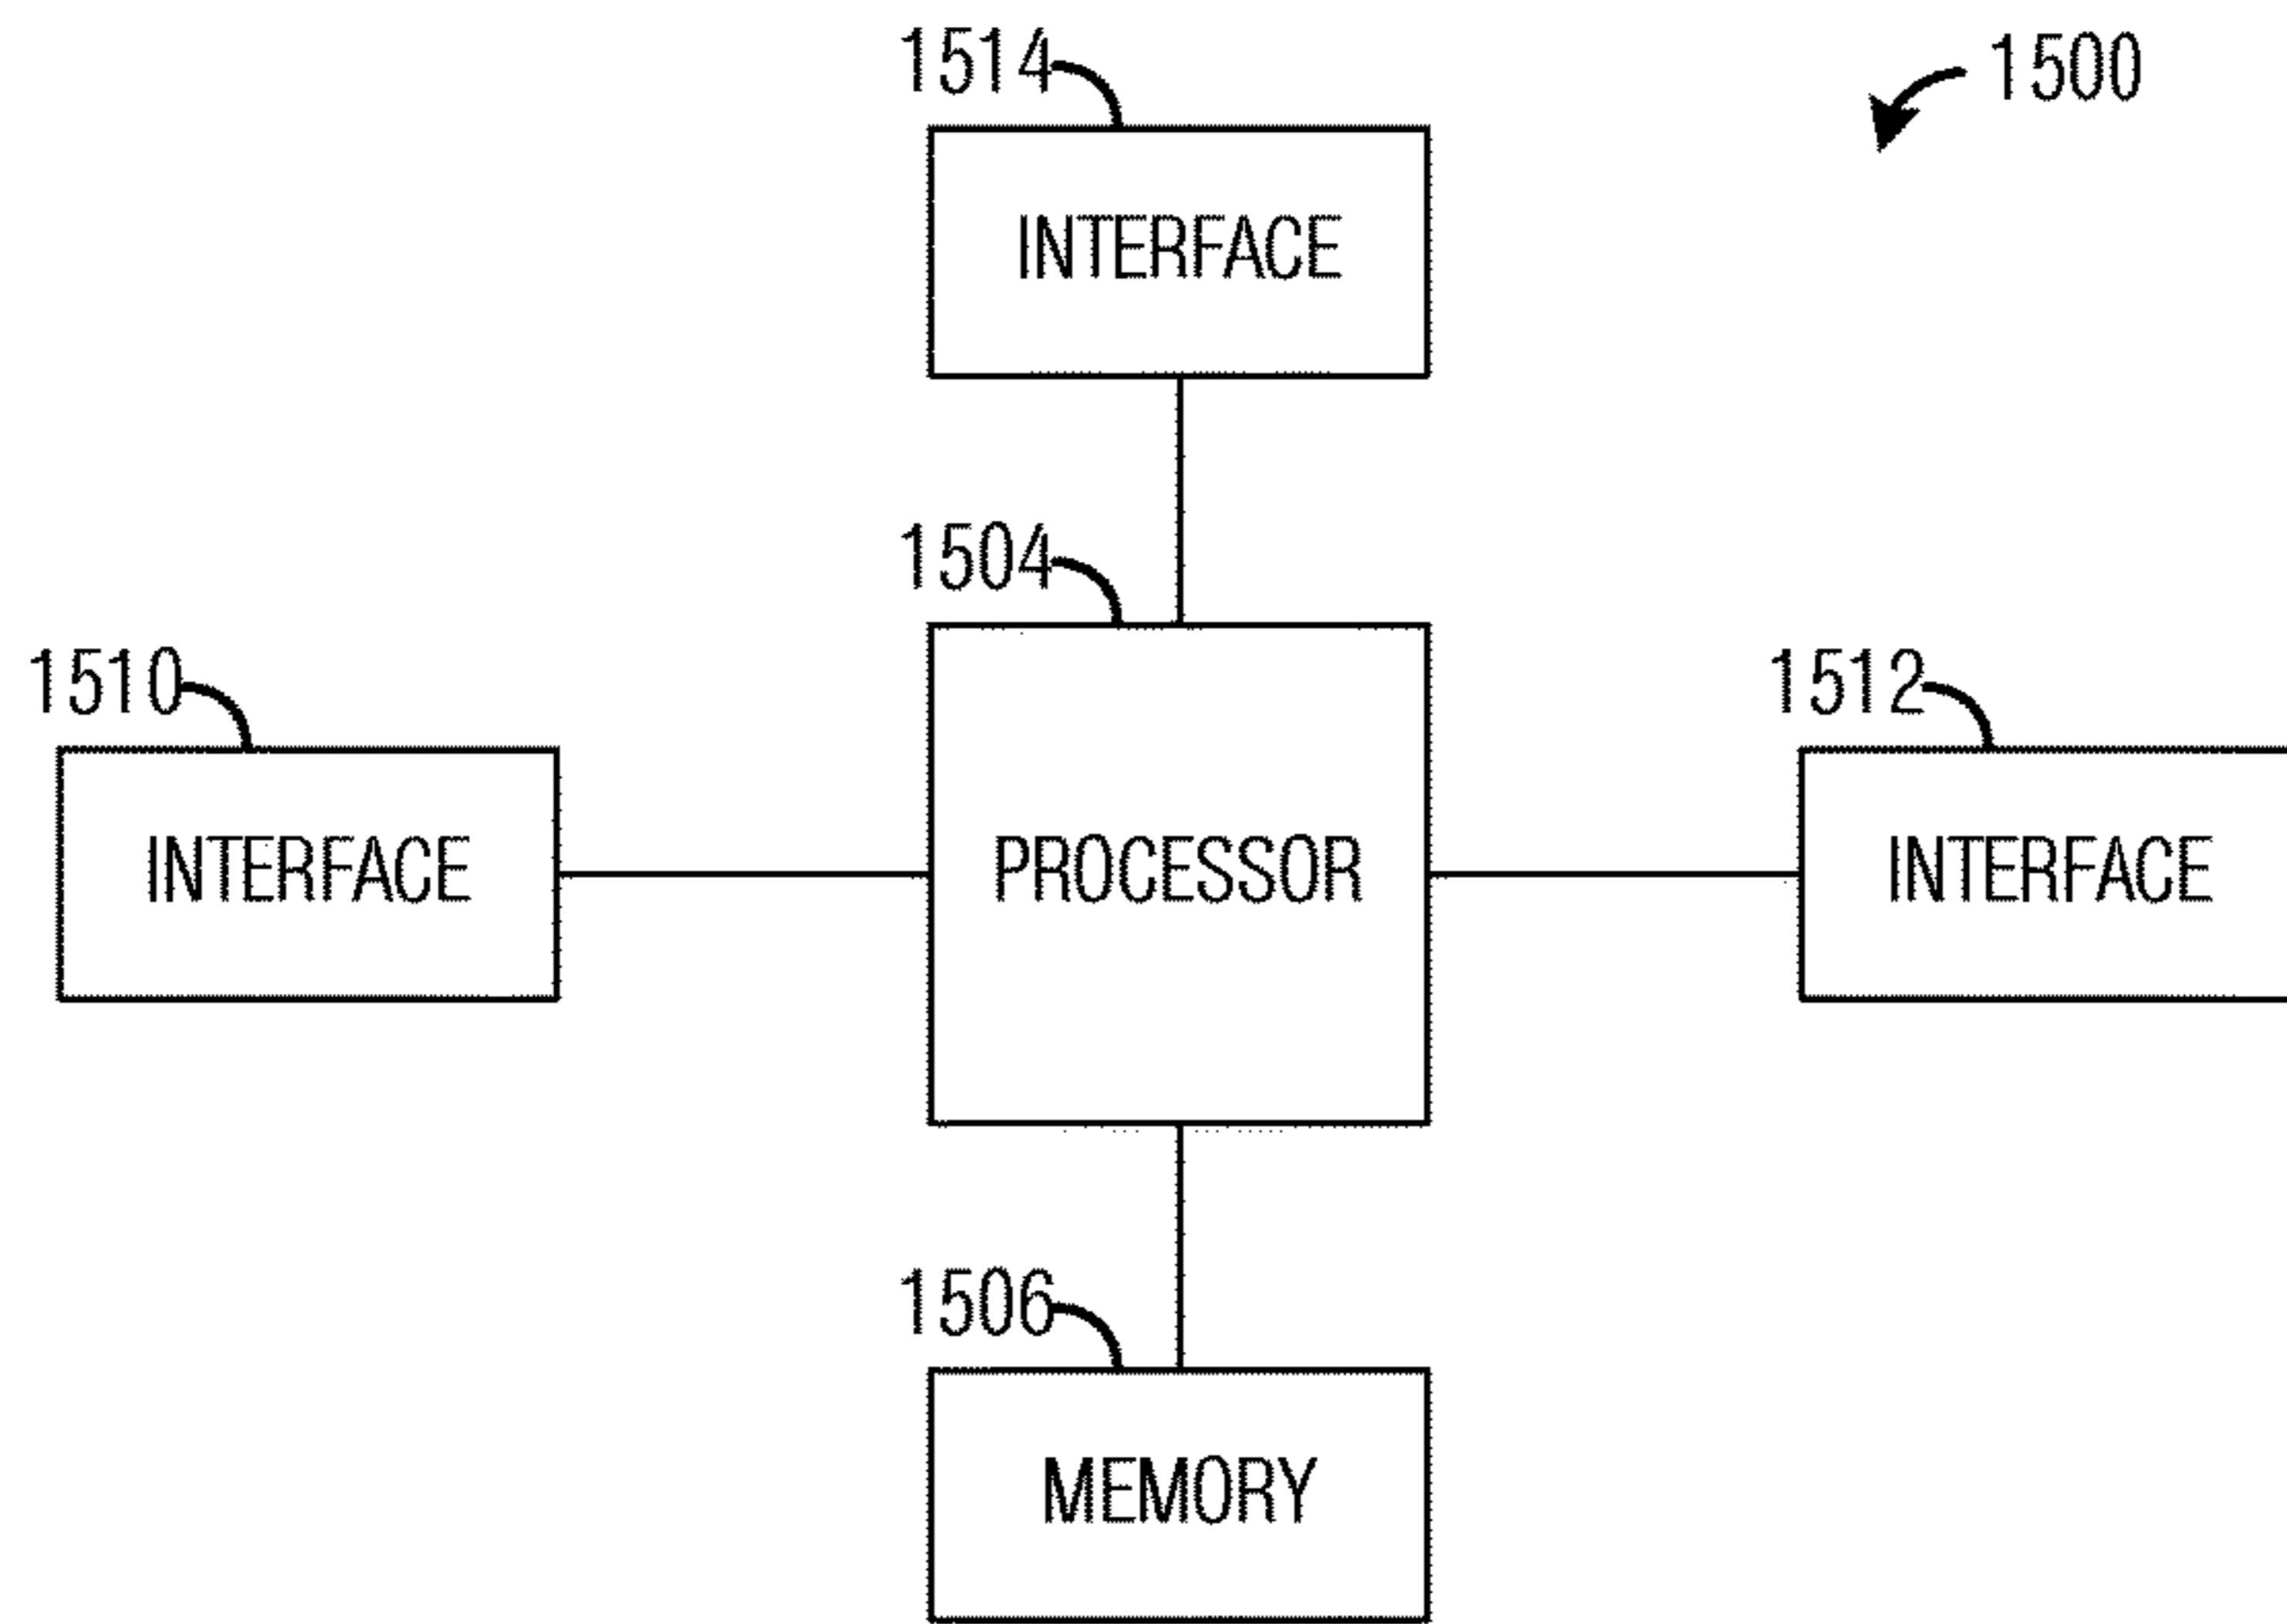 1514
1500
INTERFACE
1504
1510
1512
INTERFACE
PROCESSOR
INTERFACE
1506
MEMORY